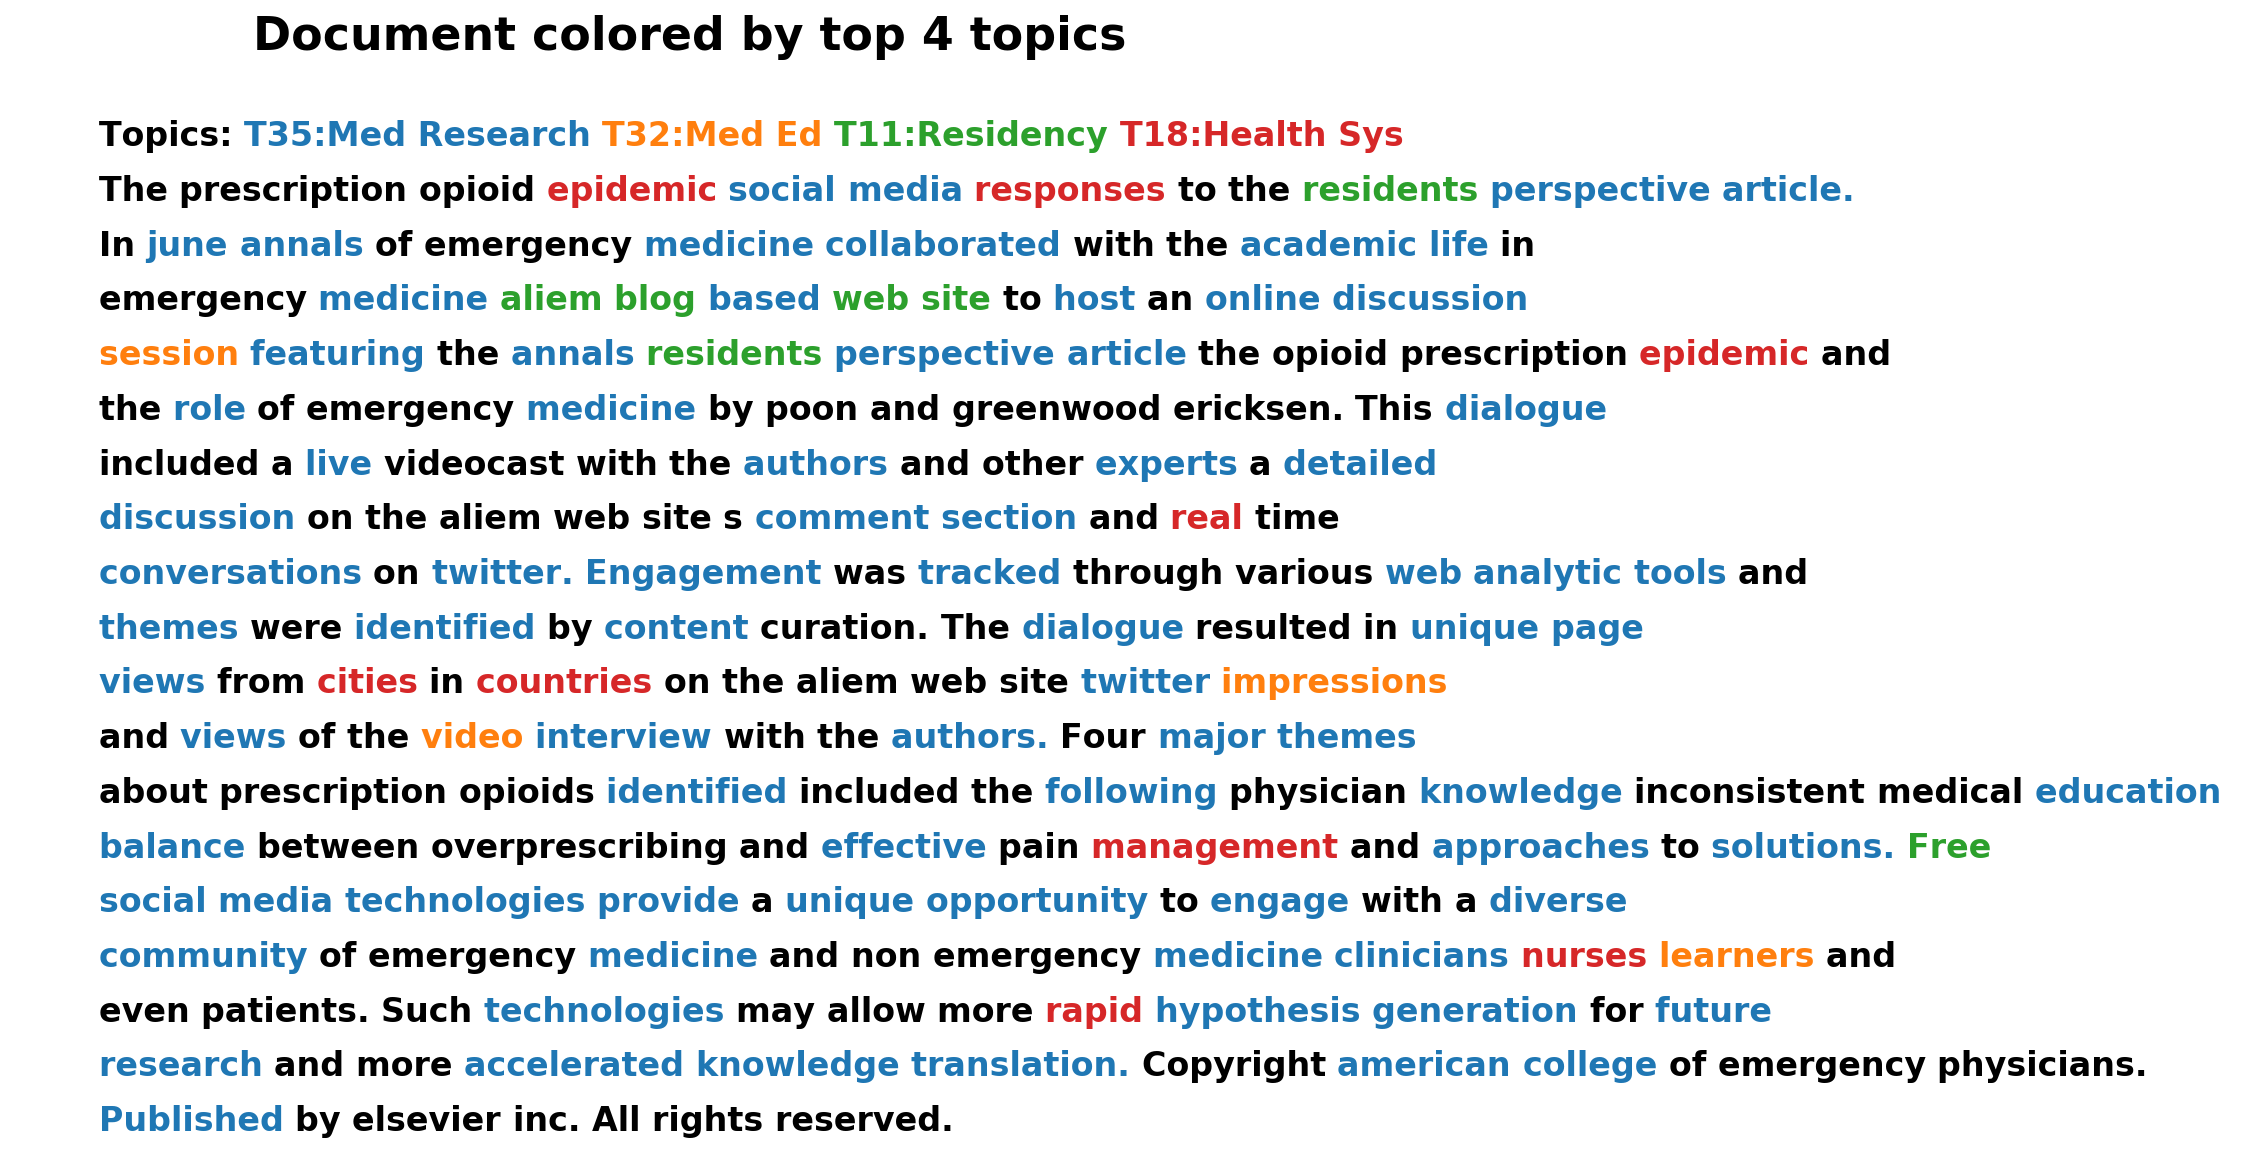 Document colored by top 4 topics
Topics: T35:Med Research T32:Med Ed T11:Residency T18:Health Sys
The prescription opioid epidemic social media responses to the residents perspective article.
In june annals of emergency medicine collaborated with the academic life in
emergency medicine aliem blog based web site to host an online discussion
session featuring the annals residents perspective article the opioid prescription epidemic and
the role of emergency medicine by poon and greenwood ericksen. This dialogue
included a live videocast with the authors and other experts a detailed
discussion on the aliem web site s comment section and real time
conversations on twitter. Engagement was tracked through various web analytic tools and
themes were identified by content curation. The dialogue resulted in unique page
views from cities in countries on the aliem web site twitter impressions
and views of the video interview with the authors. Four major themes
about prescription opioids identified included the following physician knowledge inconsistent medical education
balance between overprescribing and effective pain management and approaches to solutions. Free
social media technologies provide a unique opportunity to engage with a diverse
community of emergency medicine and non emergency medicine clinicians nurses learners and
even patients. Such technologies may allow more rapid hypothesis generation for future
research and more accelerated knowledge translation. Copyright american college of emergency physicians.
Published by elsevier inc. All rights reserved.